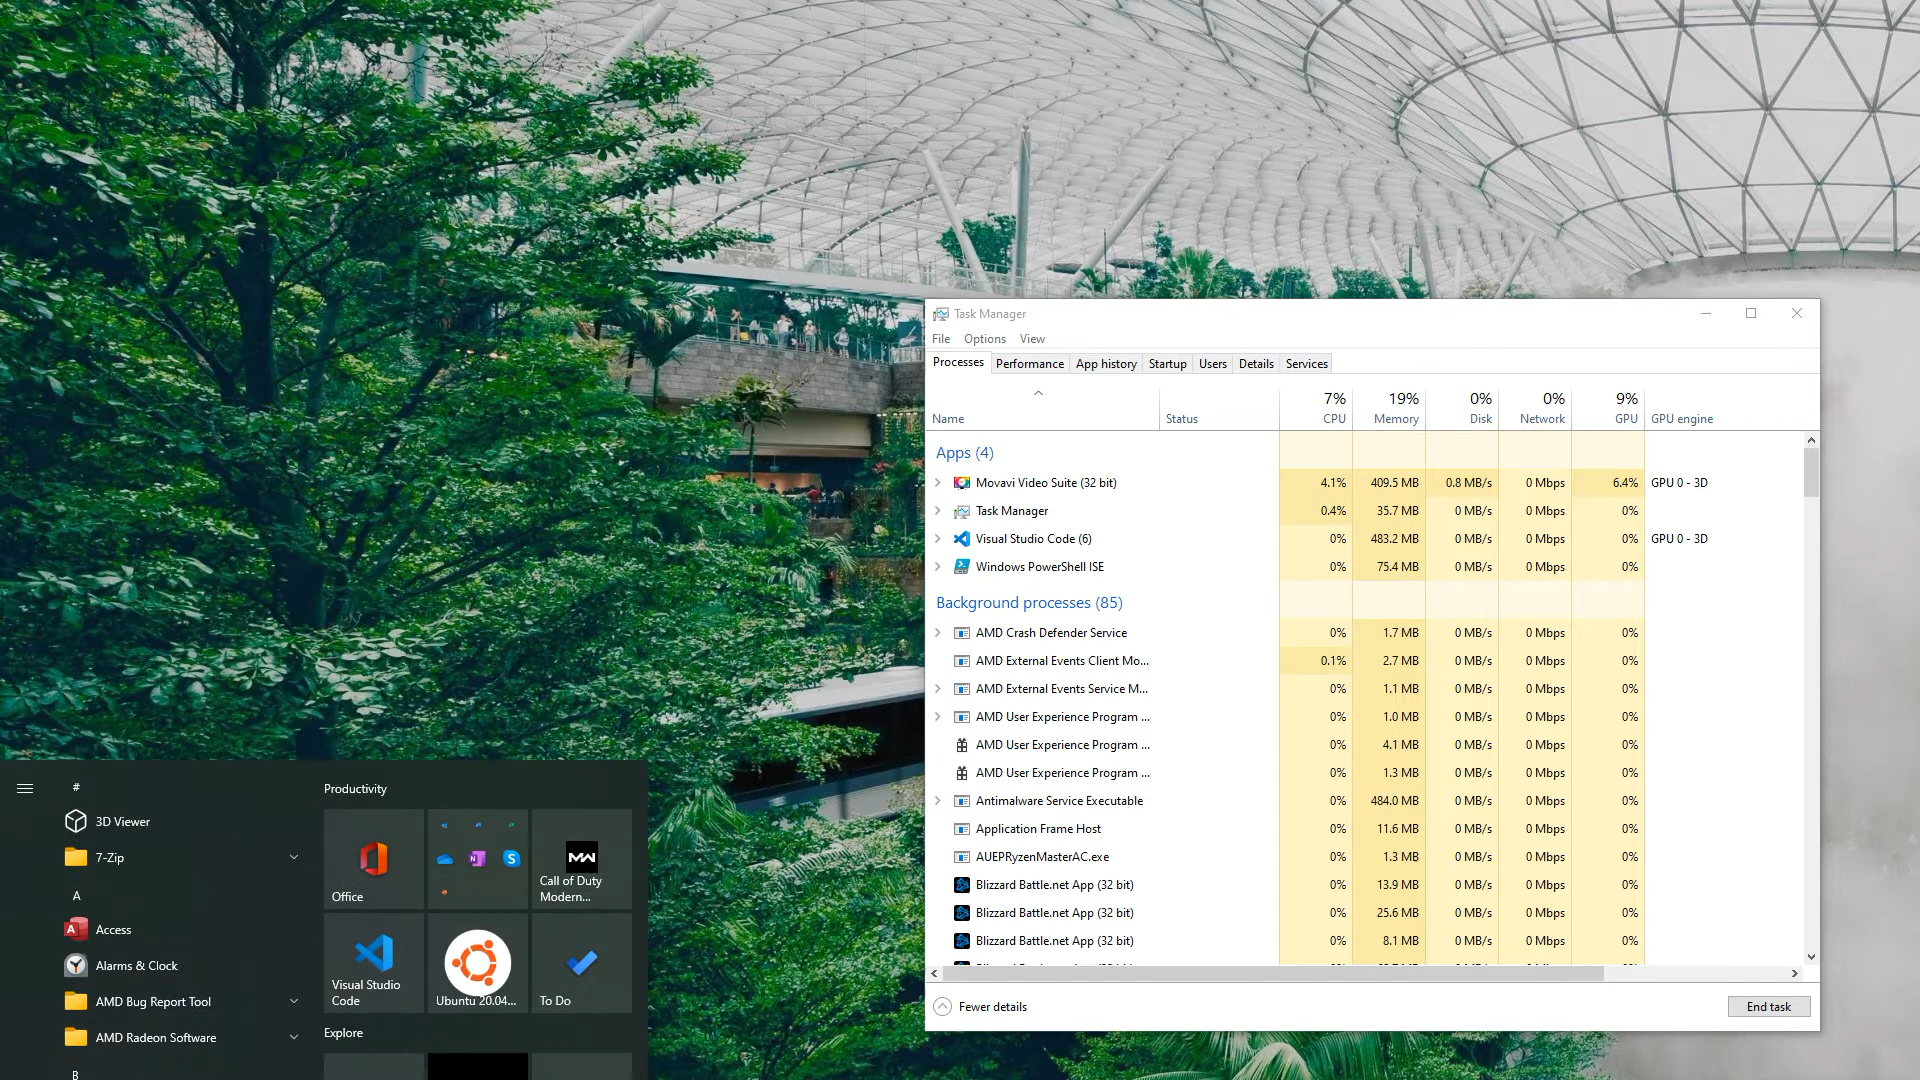 Task Manager
File Options View
Processes Performance App history Startup Users Details Services
7% 19% 0% 0% 9%
Name Status CPU Memory Disk Network GPU GPU engine
Apps (4)
Movavi Video Suite (32 bit) 4.1% 409.5 MB 0.8 MB/s 0 Mbps 6.4% GPU 0 - 3D
Task Manager 0.4% 35.7 MB 0 MB/s 0 Mbps 0%
Visual Studio Code (6) 0% 483.2 MB 0 MB/s 0 Mbps 0% GPU 0 - 3D
Windows PowerShell ISE 0% 75.4 MB 0 MB/s 0 Mbps 0%
Background processes (85)
AMD Crash Defender Service 0% 1.7 MB 0 MB/s 0 Mbps 0%
AMD External Events Client Mo... 0.1% 2.7 MB 0 MB/s 0 Mbps 0%
AMD External Events Service M... 0% 1.1 MB 0 MB/s 0 Mbps 0%
AMD User Experience Program ... 0% 1.0 MB 0 MB/s 0 Mbps 0%
AMD User Experience Program ... 0% 4.1 MB 0 MB/s 0 Mbps 0%
AMD User Experience Program ... 0% 1.3 MB 0 MB/s 0 Mbps 0%
Antimalware Service Executable 0% 484.0 MB 0 MB/s 0 Mbps 0%
Application Frame Host 0% 11.6 MB 0 MB/s 0 Mbps 0%
AUEPRyzenMasterAC.exe 0% 1.3 MB 0 MB/s 0 Mbps 0%
Blizzard Battle.net App (32 bit) 0% 13.9 MB 0 MB/s 0 Mbps 0%
Blizzard Battle.net App (32 bit) 0% 25.6 MB 0 MB/s 0 Mbps 0%
Blizzard Battle.net App (32 bit) 0% 8.1 MB 0 MB/s 0 Mbps 0%
Fewer details End task
#
3D Viewer
7-Zip
A
Access
Alarms & Clock
AMD Bug Report Tool
AMD Radeon Software
B
Productivity
Office
Call of Duty
Modern...
Visual Studio
Code
Ubuntu 20.04...
To Do
Explore